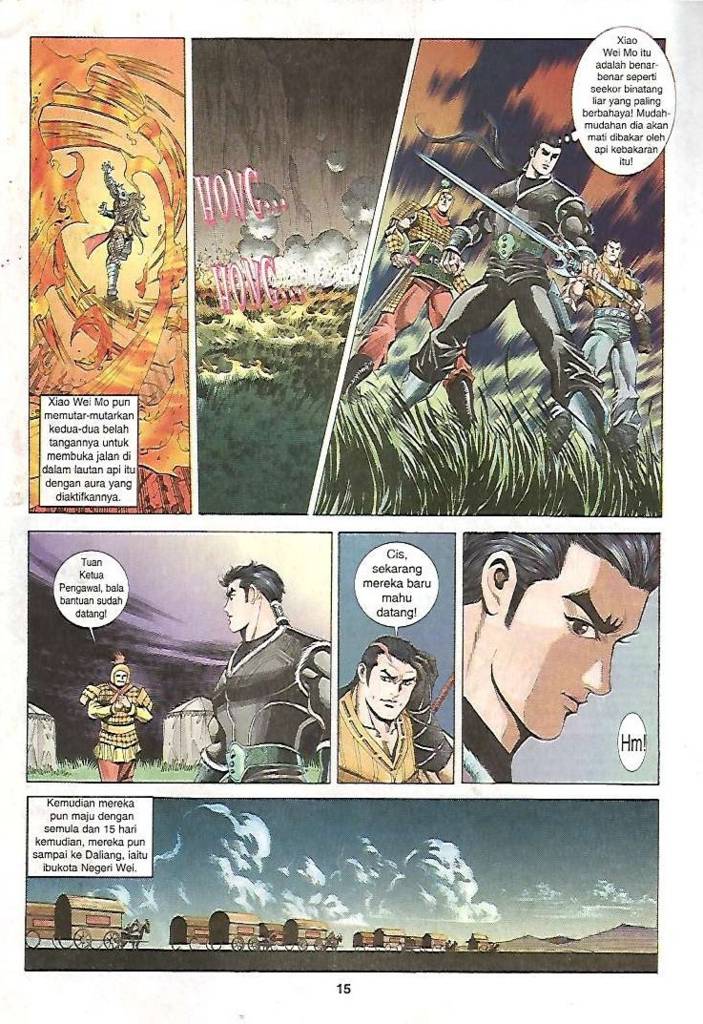 Xiao Wei Mo pun
memutar-mutarkan
kedua-dua belah
tangannya untuk
membuka jalan di
dalam lautan api itu
dengan aura yang
diaktifkannya.
HONG...
HONG...
Xiao
Wei Mo itu
adalah benar-
benar seperti
seekor binatang
liar yang paling
berbahaya! Mudah-
mudahan dia akan
mati dibakar oleh
api kebakaran
itu!
Tuan
Ketua
Pengawal, bala
bantuan sudah
datang!
Cis,
sekarang
mereka baru
mahu
datang!
Hm!
Kemudian mereka
pun maju dengan
semula dan 15 hari
kemudian, mereka pun
sampai ke Daliang, iaitu
ibukota Negeri Wei.
15